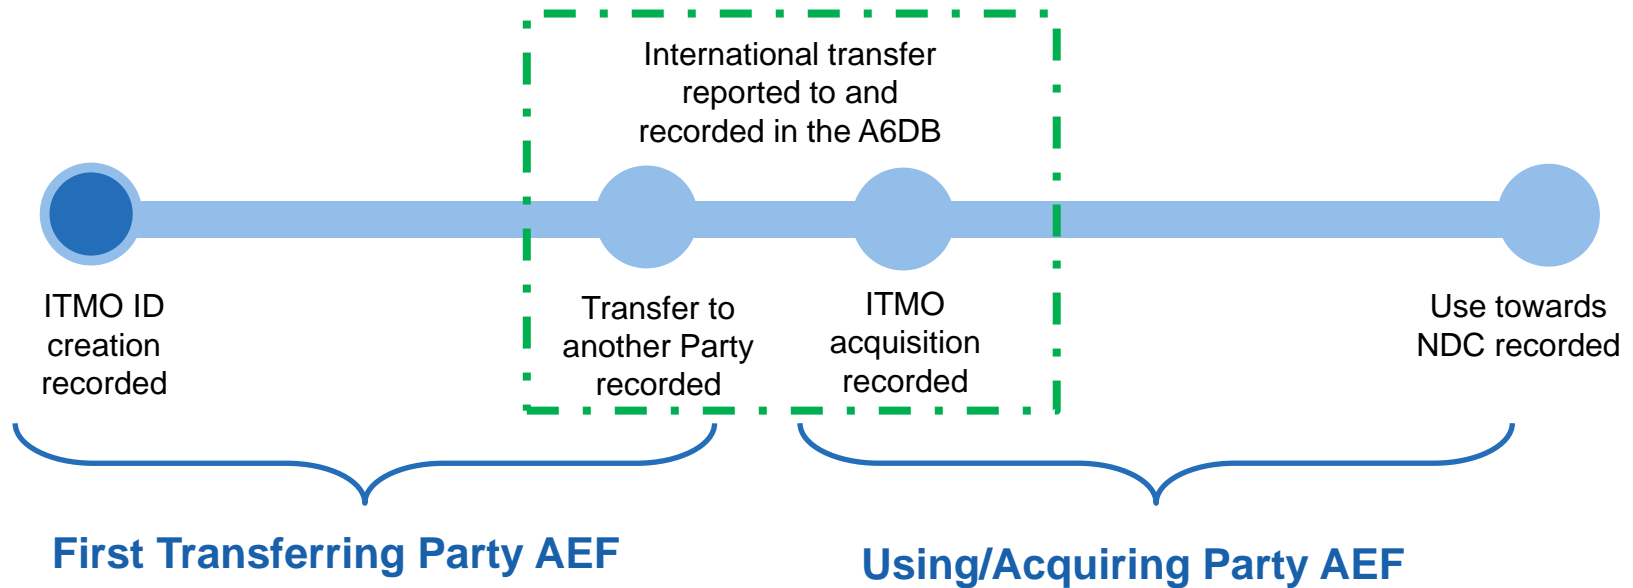 International transfer
reported to and
recorded in the A6DB
ITMO ID
creation
recorded
Transfer to
another Party
recorded
ITMO
acquisition
recorded
Use towards
NDC recorded
First Transferring Party AEF
Using/Acquiring Party AEF